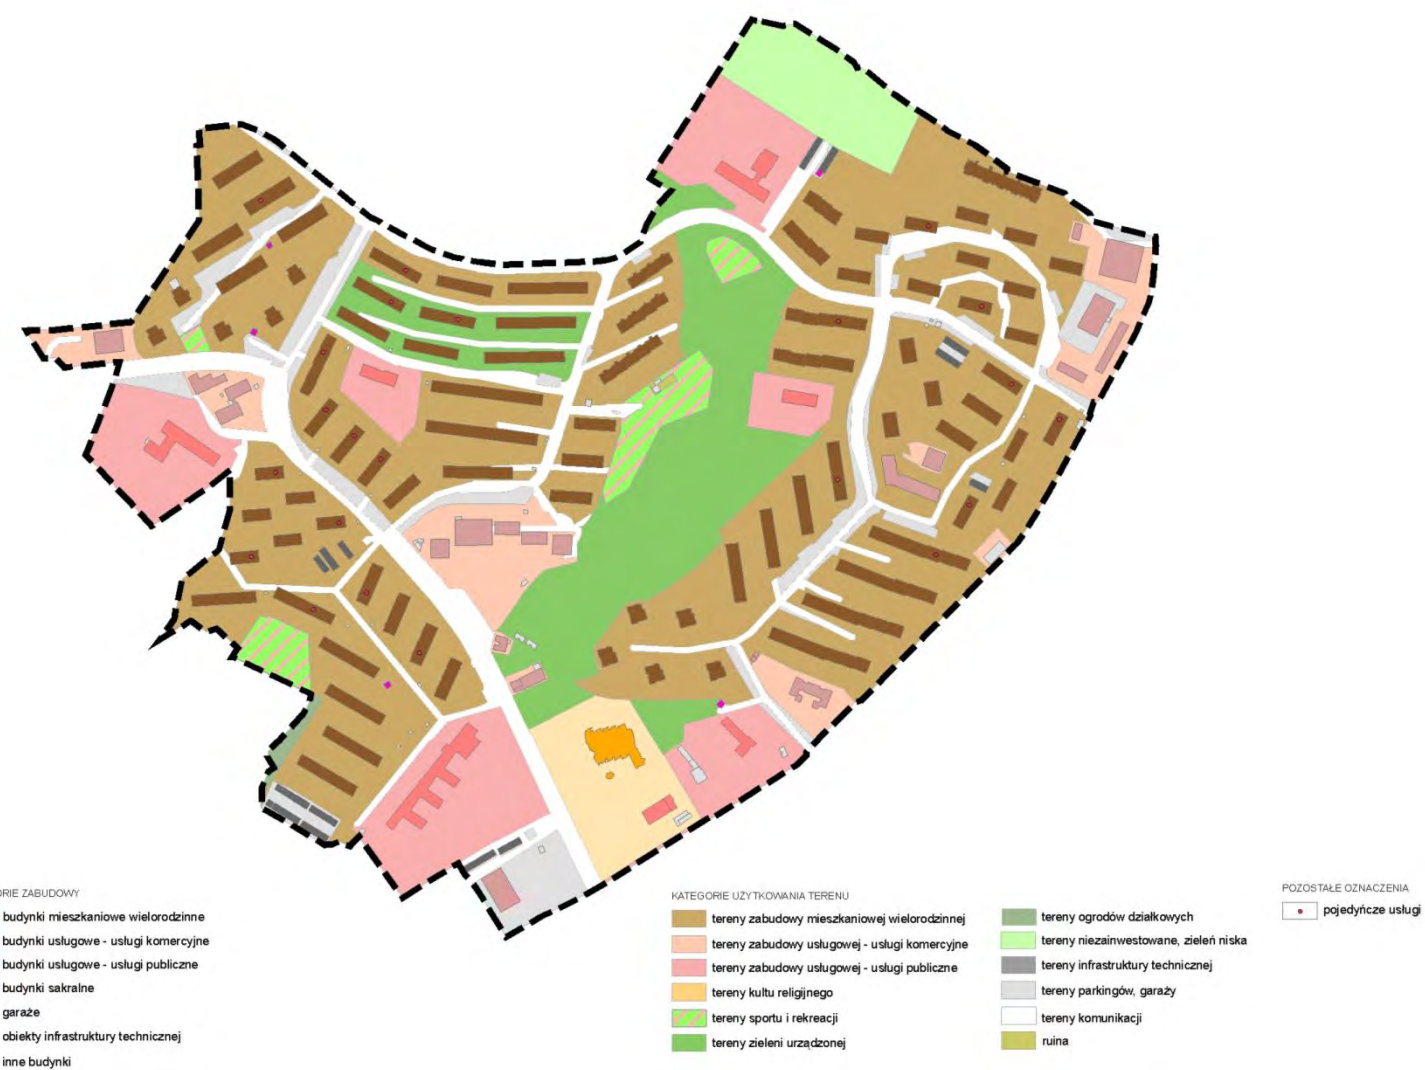 ORIE ZABUDOWY
budynki mieszkaniowe wielorodzinne
budynki usługowe - usługi komercyjne
budynki usługowe - usługi publiczne
budynki sakralne
garaże
obiekty infrastruktury technicznej
inne budynki
KATEGORIE UŻYTKOWANIA TERENU
tereny zabudowy mieszkaniowej wielorodzinnej
tereny zabudowy usługowej - usługi komercyjne
tereny zabudowy usługowej - usługi publiczne
tereny kultu religijnego
tereny sportu i rekreacji
tereny zieleni urządzonej
tereny ogrodów działkowych
tereny niezainwestowane, zieleń niska
tereny infrastruktury technicznej
tereny parkingów, garaży
tereny komunikacji
ruina
POZOSTAŁE OZNACZENIA
pojedyńcze usługi